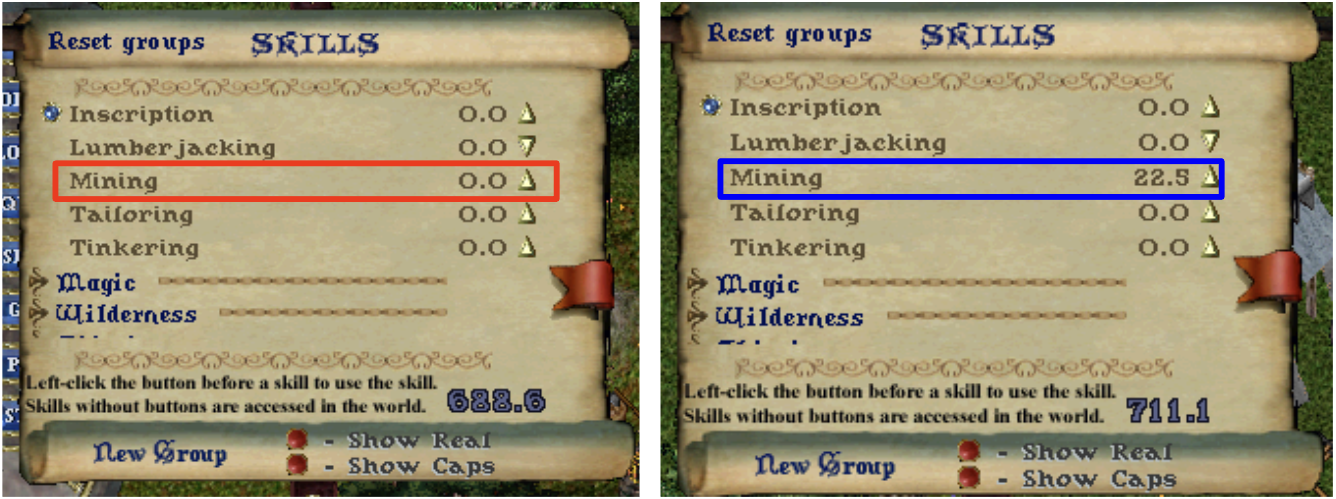 Reset groups SKILLS
Inscription 0.0
Lumberjacking 0.0
Mining 0.0
Tailoring 0.0
Tinkering 0.0
Magic
Wilderness
Left-click the button before a skill to use the skill.
Skills without buttons are accessed in the world. 688.6
New Group - Show Real
- Show Caps
Reset groups SKILLS
Inscription 0.0
Lumberjacking 0.0
Mining 22.5
Tailoring 0.0
Tinkering 0.0
Magic
Wilderness
Left-click the button before a skill to use the skill.
Skills without buttons are accessed in the world. 711.1
New Group - Show Real
- Show Caps